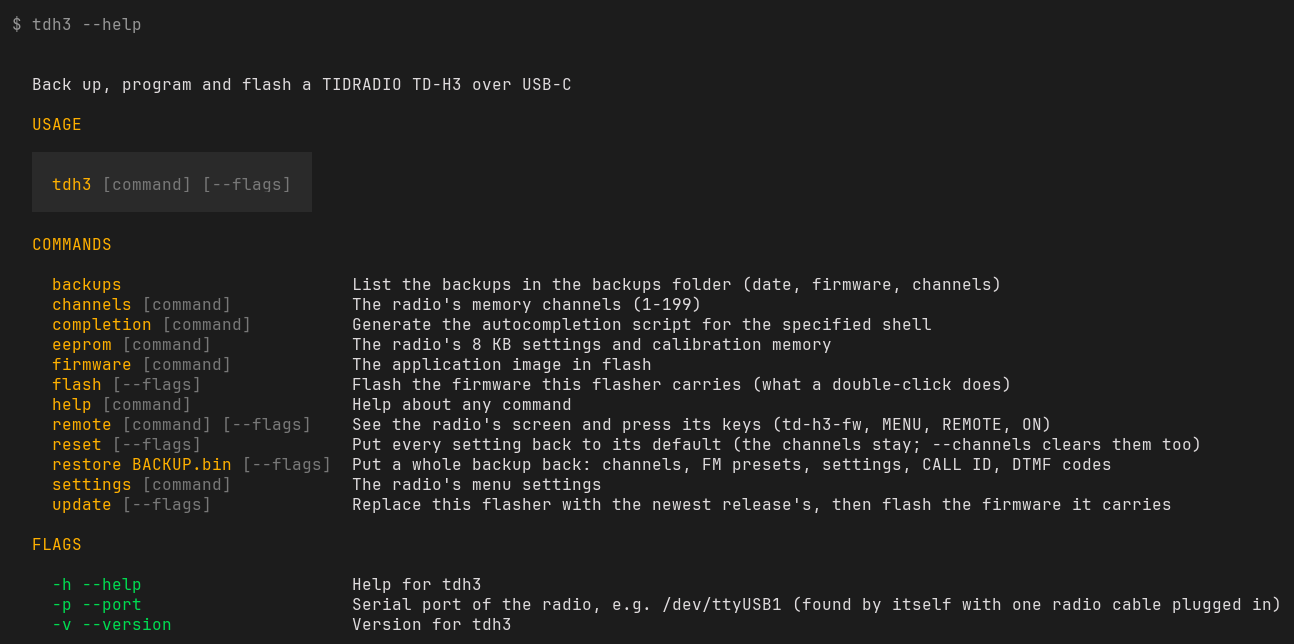 $ tdh3 --help
Back up, program and flash a TIDRADIO TD-H3 over USB-C
USAGE
tdh3 [command] [--flags]
COMMANDS
backups List the backups in the backups folder (date, firmware, channels)
channels [command] The radio's memory channels (1-199)
completion [command] Generate the autocompletion script for the specified shell
eeprom [command] The radio's 8 KB settings and calibration memory
firmware [command] The application image in flash
flash [--flags] Flash the firmware this flasher carries (what a double-click does)
help [command] Help about any command
remote [command] [--flags] See the radio's screen and press its keys (td-h3-fw, MENU, REMOTE, ON)
reset [--flags] Put every setting back to its default (the channels stay; --channels clears them too)
restore BACKUP.bin [--flags] Put a whole backup back: channels, FM presets, settings, CALL ID, DTMF codes
settings [command] The radio's menu settings
update [--flags] Replace this flasher with the newest release's, then flash the firmware it carries
FLAGS
-h --help Help for tdh3
-p --port Serial port of the radio, e.g. /dev/ttyUSB1 (found by itself with one radio cable plugged in)
-v --version Version for tdh3